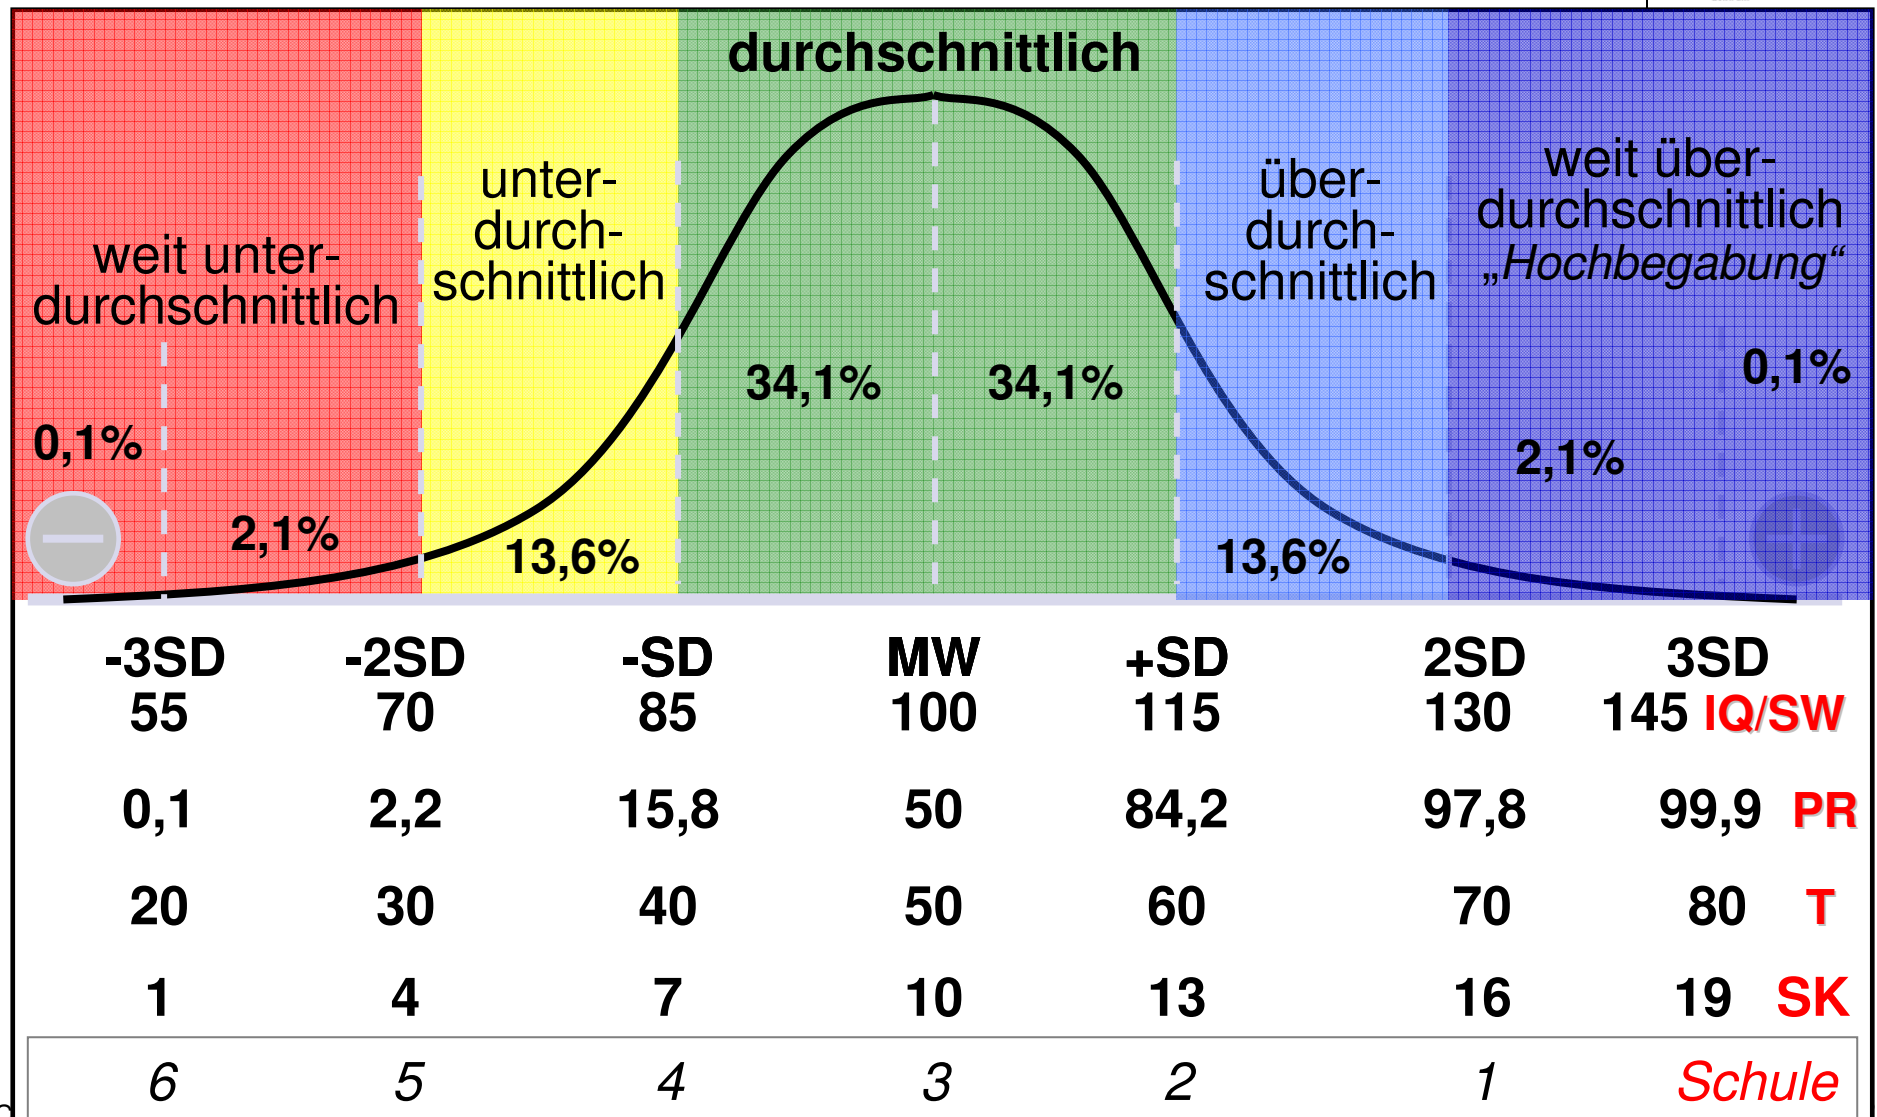 durchschnittlich
weit unter-
durchschnittlich
unter-
durch-
schnittlich
über-
durch-
schnittlich
weit über-
durchschnittlich
„Hochbegabung“
0,1%
2,1%
13,6%
34,1%
34,1%
13,6%
2,1%
0,1%
-3SD -2SD -SD MW +SD 2SD 3SD
55 70 85 100 115 130 145 IQ/SW
0,1 2,2 15,8 50 84,2 97,8 99,9 PR
20 30 40 50 60 70 80 T
1 4 7 10 13 16 19 SK
6 5 4 3 2 1 Schule